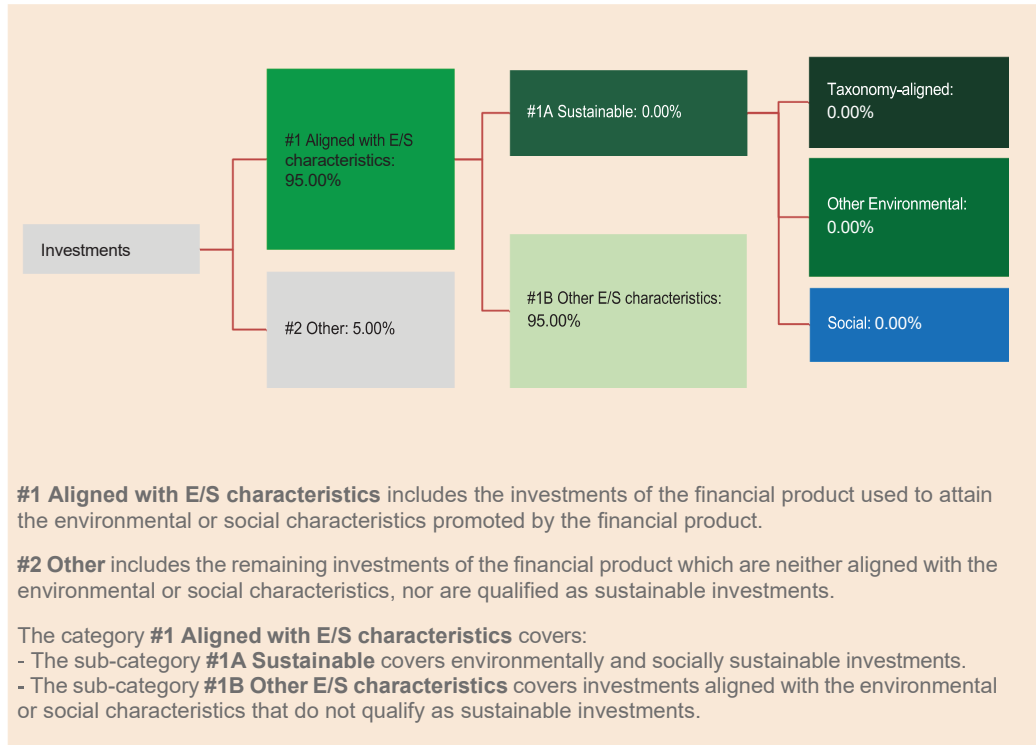 Investments
#1 Aligned with E/S
characteristics:
95.00%
#2 Other: 5.00%
#1A Sustainable: 0.00%
#1B Other E/S characteristics:
95.00%
Taxonomy-aligned:
0.00%
Other Environmental:
0.00%
Social: 0.00%
#1 Aligned with E/S characteristics includes the investments of the financial product used to attain
the environmental or social characteristics promoted by the financial product.
#2 Other includes the remaining investments of the financial product which are neither aligned with the
environmental or social characteristics, nor are qualified as sustainable investments.
The category #1 Aligned with E/S characteristics covers:
- The sub-category #1A Sustainable covers environmentally and socially sustainable investments.
- The sub-category #1B Other E/S characteristics covers investments aligned with the environmental
or social characteristics that do not qualify as sustainable investments.